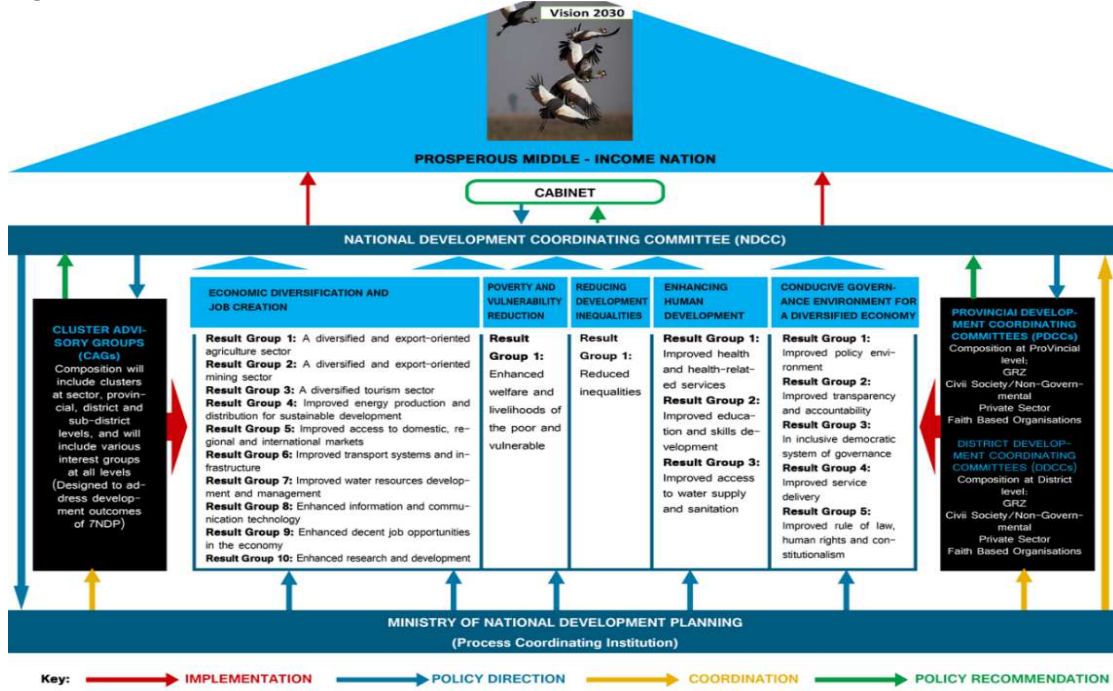 Vision 2030
PROSPEROUS MIDDLE - INCOME NATION
CABINET
NATIONAL DEVELOPMENT COORDINATING COMMITTEE (NDCC)
CLUSTER ADVI-
SORY GROUPS
(CAGs)
Composition will
include clusters
at sector, provin-
cial, district and
sub-district
levels, and will
include various
interest groups
at all levels
(Designed to ad-
dress develop-
ment outcomes
of 7NDP)
ECONOMIC DIVERSIFICATION AND
JOB CREATION
Result Group 1: A diversified and export-oriented
agriculture sector
Result Group 2: A diversified and export-oriented
mining sector
Result Group 3: A diversified tourism sector
Result Group 4: Improved energy production and
distribution for sustainable development
Result Group 5: Improved access to domestic, re-
gional and international markets
Result Group 6: Improved transport systems and in-
frastructure
Result Group 7: Improved water resources develop-
ment and management
Result Group 8: Enhanced information and commu-
nication technology
Result Group 9: Enhanced decent job opportunities
in the economy
Result Group 10: Enhanced research and development
POVERTY AND
VULNERABILITY
REDUCTION
Result
Group 1:
Enhanced
welfare and
livelihoods of
the poor and
vulnerable
REDUCING
DEVELOPMENT
INEQUALITIES
Result
Group 1:
Reduced
inequalities
ENHANCING
HUMAN
DEVELOPMENT
Result Group 1:
Improved health
and health-relat-
ed services
Result Group 2:
Improved educa-
tion and skills de-
velopment
Result Group 3:
Improved access
to water supply
and sanitation
CONDUCIVE GOVERN-
ANCE ENVIRONMENT FOR
A DIVERSIFIED ECONOMY
Result Group 1:
Improved policy envi-
ronment
Result Group 2:
Improved transparency
and accountability
Result Group 3:
In inclusive democratic
system of governance
Result Group 4:
Improved service
delivery
Result Group 5:
Improved rule of law,
human rights and con-
stitutionalism
PROVINCIAI DEVELOP-
MENT COORDINATING
COMMITTEES (PDCCs)
Composition at ProVincial
level:
GRZ
Civil Society/Non-Govern-
mental
Private Sector
Faith Based Organisations
DISTRICT DEVELOP-
MENT COORDINATING
COMMITTEES (DDCCs)
Composition at District
level:
GRZ
Civii Society/Non-Govern-
mental
Private Sector
Faith Based Organisations
MINISTRY OF NATIONAL DEVELOPMENT PLANNING
(Process Coordinating Institution)
Key: IMPLEMENTATION POLICY DIRECTION COORDINATION POLICY RECOMMENDATION